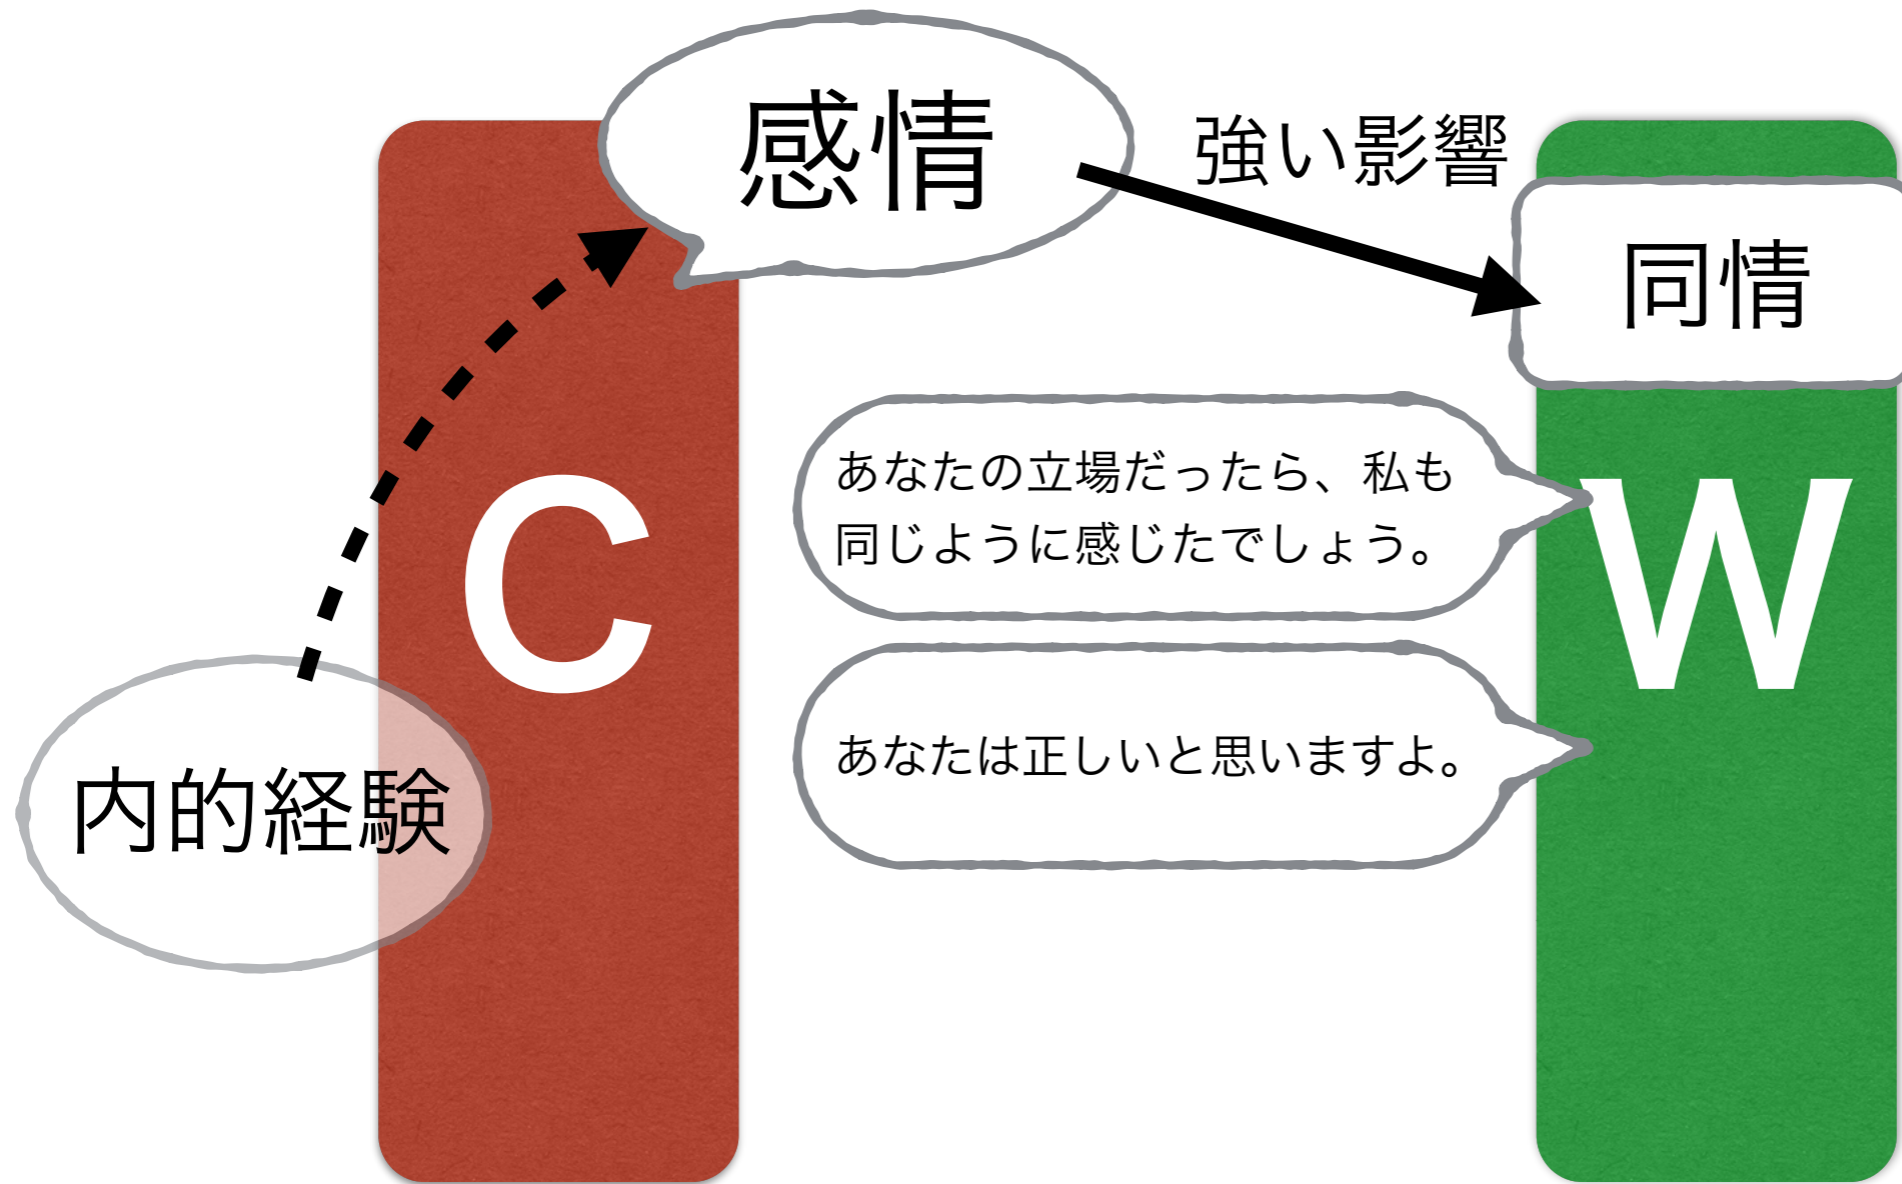 感情
強い影響
同情
C
あなたの立場だったら、私も
同じように感じたでしょう。
W
あなたは正しいと思いますよ。
内的経験